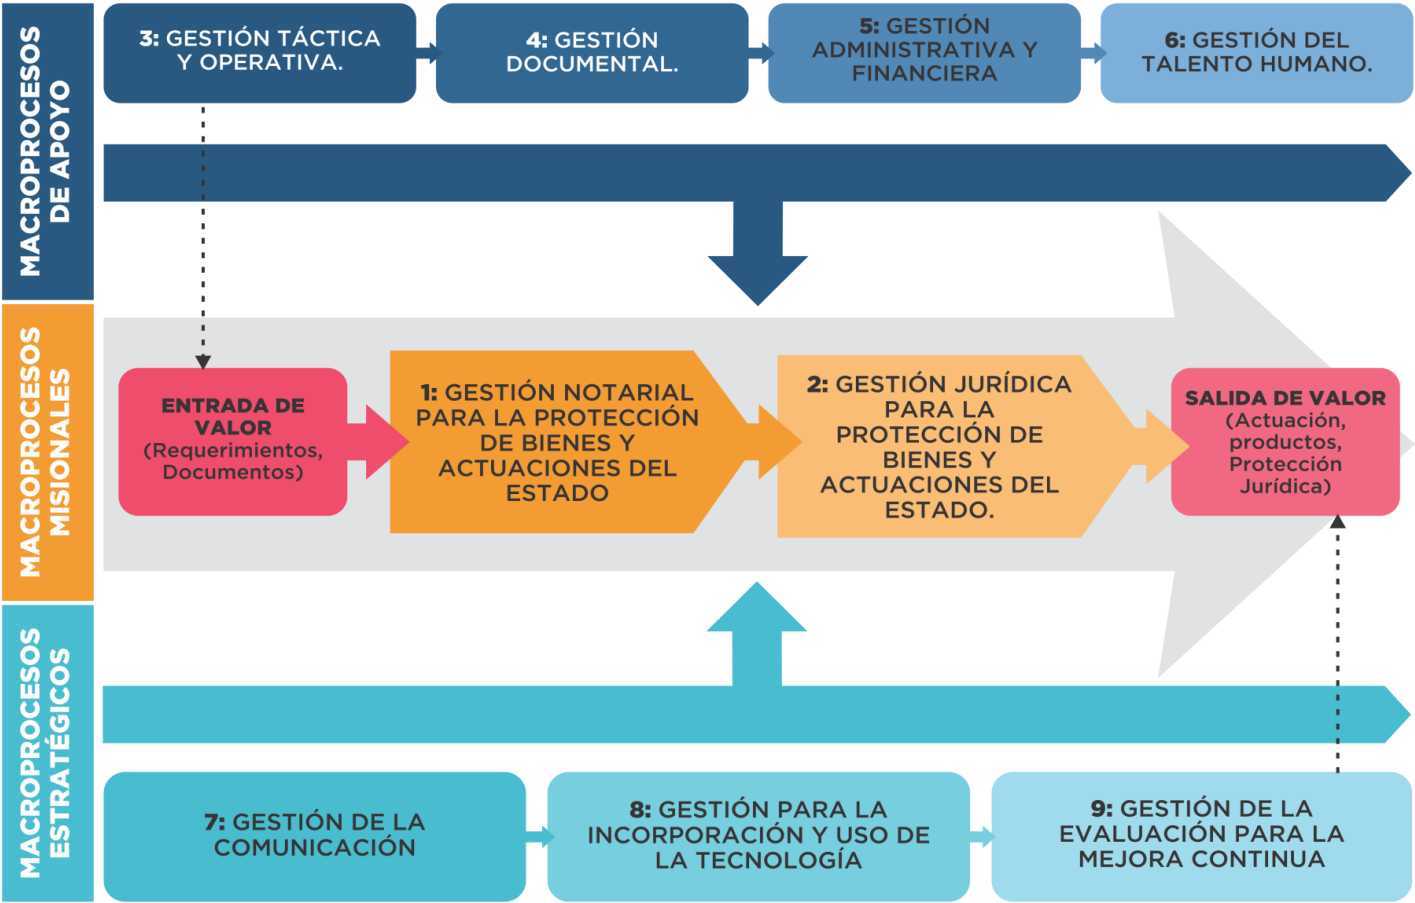 MACROPROCESOS
DE APOYO
3: GESTIÓN TÁCTICA
Y OPERATIVA.
4: GESTIÓN
DOCUMENTAL.
5: GESTIÓN
ADMINISTRATIVA Y
FINANCIERA
6: GESTIÓN DEL
TALENTO HUMANO.
MACROPROCESOS
MISIONALES
ENTRADA DE
VALOR
(Requerimientos,
Documentos)
1: GESTIÓN NOTARIAL
PARA LA PROTECCIÓN
DE BIENES Y
ACTUACIONES DEL
ESTADO
2: GESTIÓN JURÍDICA
PARA LA
PROTECCIÓN DE
BIENES Y
ACTUACIONES DEL
ESTADO.
SALIDA DE VALOR
(Actuación,
productos,
Protección
Jurídica)
MACROPROCESOS
ESTRATÉGICOS
7: GESTIÓN DE LA
COMUNICACIÓN
8: GESTIÓN PARA LA
INCORPORACIÓN Y USO DE
LA TECNOLOGÍA
9: GESTIÓN DE LA
EVALUACIÓN PARA LA
MEJORA CONTINUA